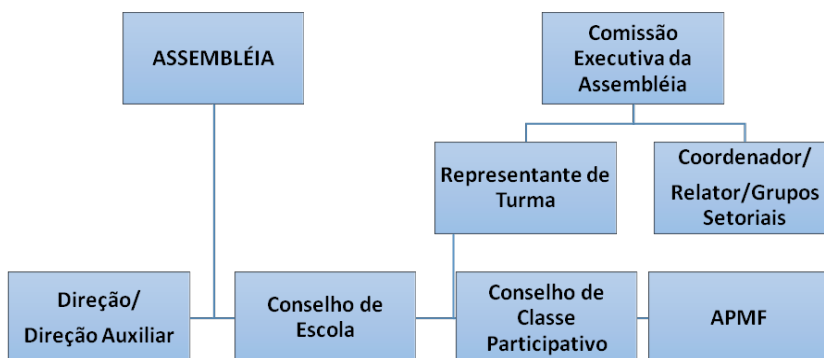 ASSEMBLÉIA
Comissão
Executiva da
Assembléia
Representante de
Turma
Coordenador/
Relator/Grupos
Setoriais
Direção/
Direção Auxiliar
Conselho de
Escola
Conselho de
Classe
Participativo
APMF